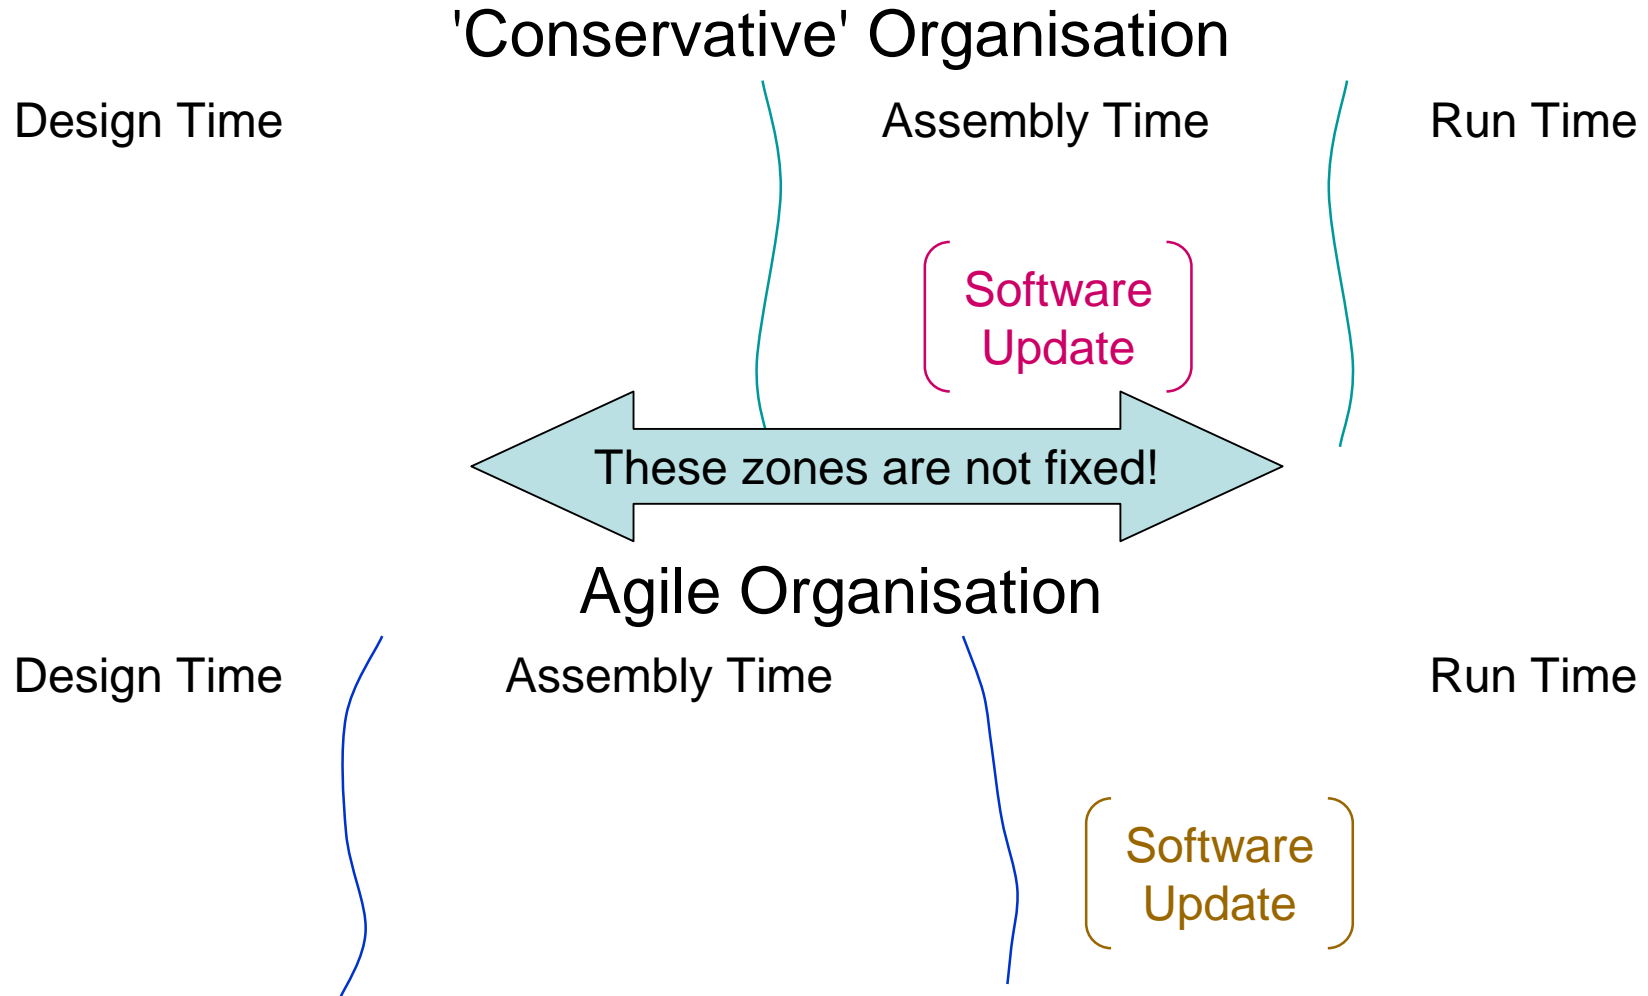 'Conservative' Organisation
Design Time
Assembly Time
Run Time
Software
Update
These zones are not fixed!
Agile Organisation
Design Time
Assembly Time
Run Time
Software
Update